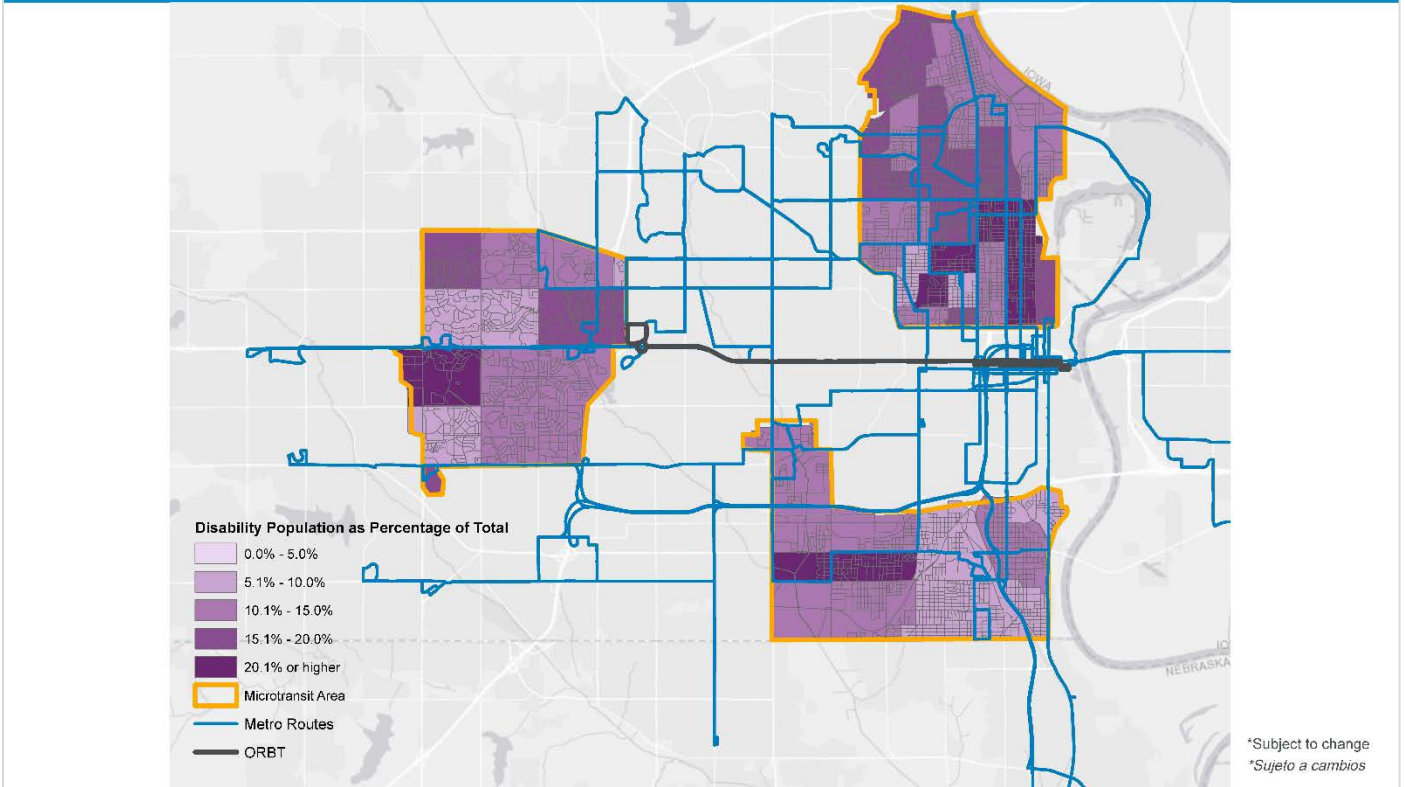 IOWA
Disability Population as Percentage of Total
0.0% - 5.0%
5.1% - 10.0%
10.1% - 15.0%
15.1% - 20.0%
20.1% or higher
Microtransit Area
Metro Routes
ORBT
NEBRASKA
*Subject to change
*Sujeto a cambios